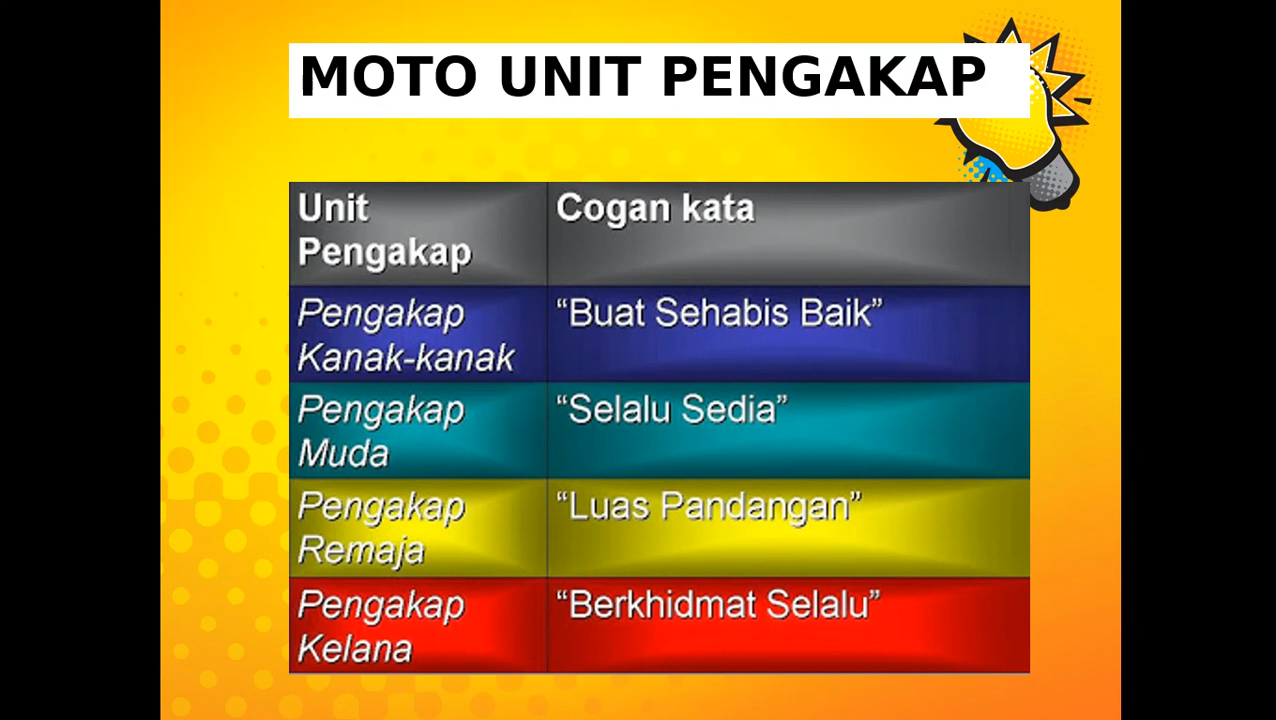 MOTO UNIT PENGAKAP
Unit Pengakap
Cogan kata
Pengakap Kanak-kanak
“Buat Sehabis Baik”
Pengakap Muda
“Selalu Sedia”
Pengakap Remaja
“Luas Pandangan”
Pengakap Kelana
“Berkhidmat Selalu”